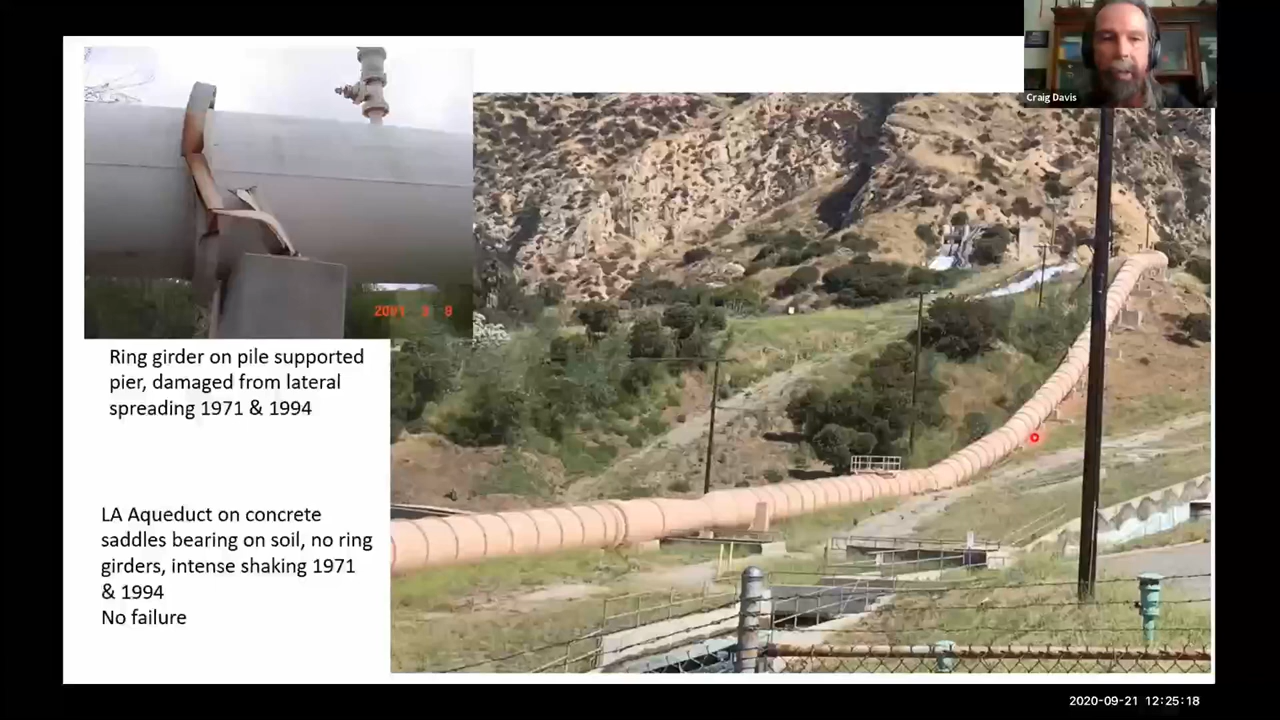 Craig Davis
Ring girder on pile supported
pier, damaged from lateral
spreading 1971 & 1994
LA Aqueduct on concrete
saddles bearing on soil, no ring
girders, intense shaking 1971
& 1994
No failure
2020-09-21 12:25:18